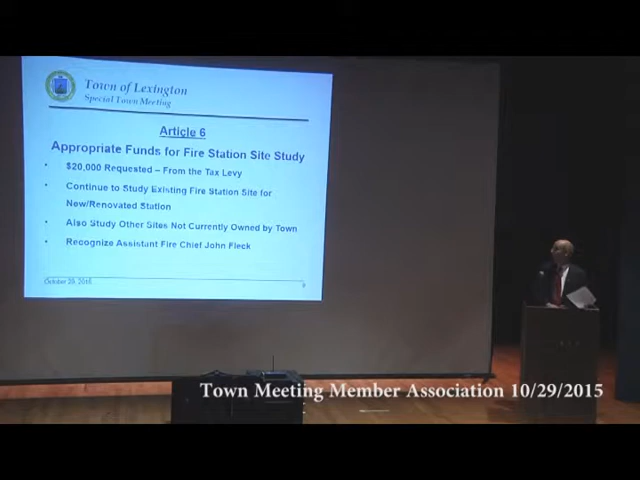 Town of Lexington
Special Town Meeting
Article 6
Appropriate Funds for Fire Station Site Study
• $20,000 Requested – From the Tax Levy
• Continue to Study Existing Fire Station Site for
New/Renovated Station
• Also Study Other Sites Not Currently Owned by Town
• Recognize Assistant Fire Chief John Fleck
October 29, 2015
Town Meeting Member Association 10/29/2015